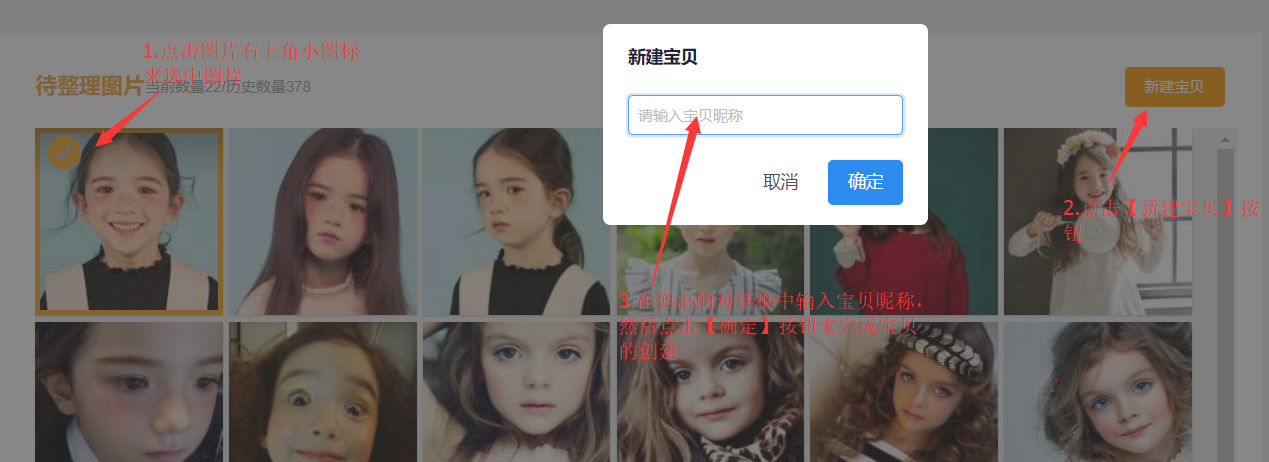 1.点击图片右上角小图标
来选中图片
待整理图片当前数量22/历史数量378
新建宝贝
请输入宝贝昵称
取消
确定
新建宝贝
2.点击【新建宝贝】按
钮
3.在弹出的对话框中输入宝贝昵称，
然后点击【确定】按钮来完成宝贝
的创建